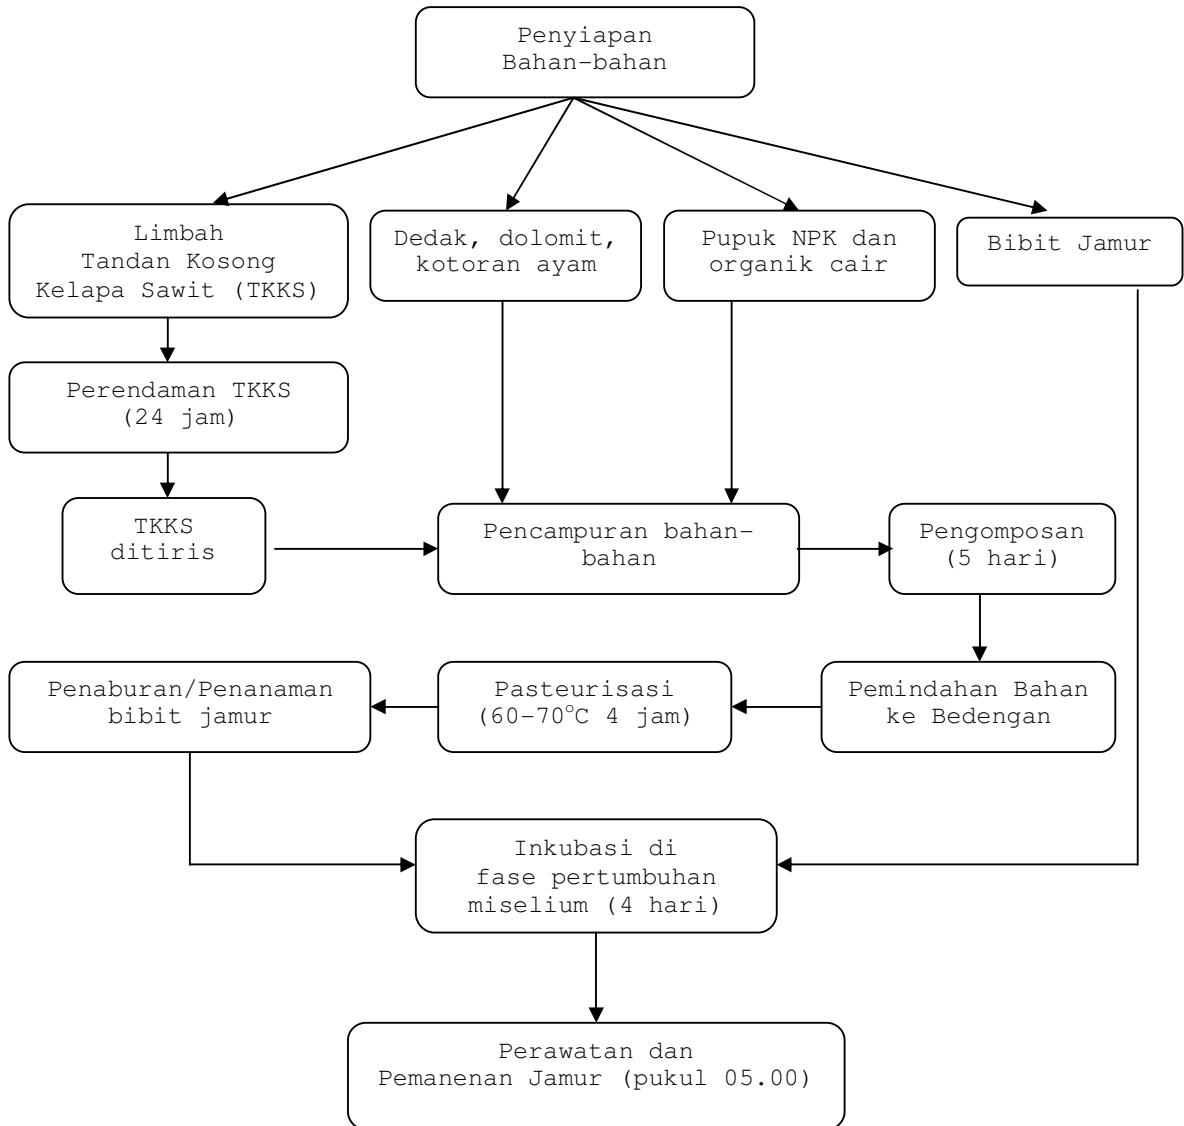 Penyiapan
Bahan-bahan
Limbah
Tandan Kosong
Kelapa Sawit (TKKS)
Dedak, dolomit,
kotoran ayam
Pupuk NPK dan
organik cair
Bibit Jamur
Perendaman TKKS
(24 jam)
TKKS
ditiris
Pencampuran bahan-
bahan
Pengomposan
(5 hari)
Penaburan/Penanaman
bibit jamur
Pasteurisasi
(60-70°C 4 jam)
Pemindahan Bahan
ke Bedengan
Inkubasi di
fase pertumbuhan
miselium (4 hari)
Perawatan dan
Pemanenan Jamur (pukul 05.00)